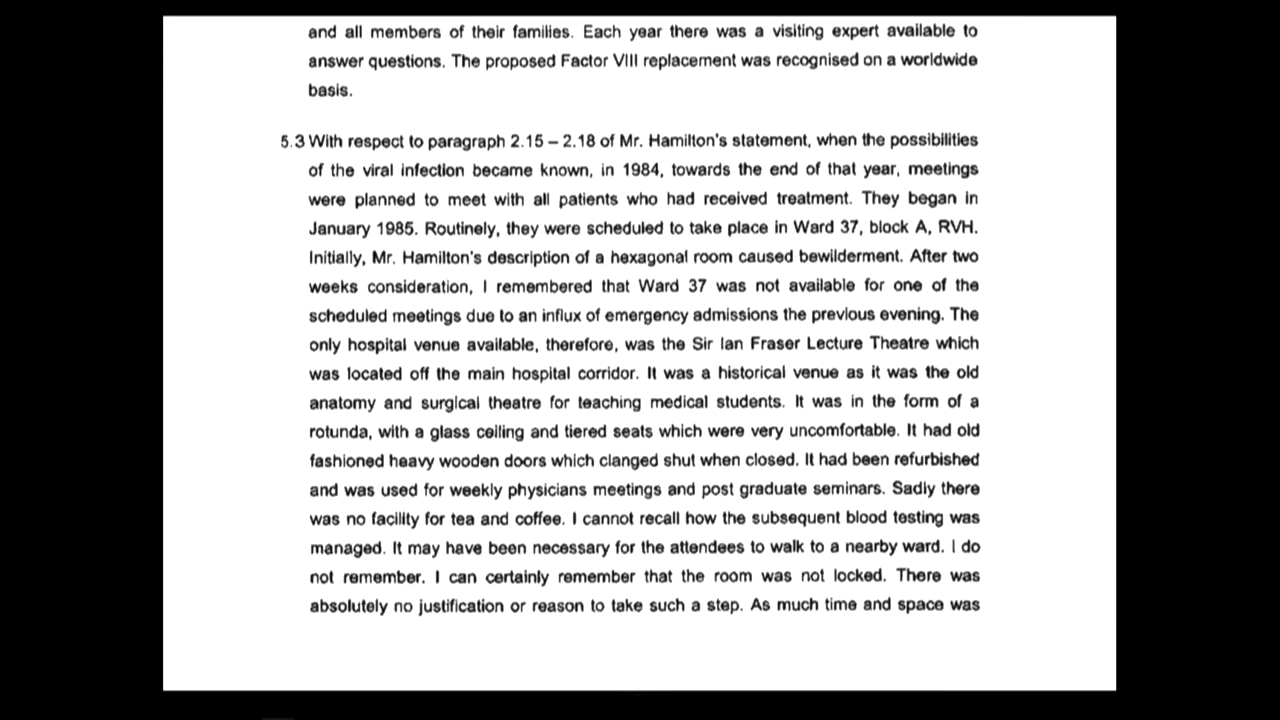 and all members of their families. Each year there was a visiting expert available to
answer questions. The proposed Factor VIII replacement was recognised on a worldwide
basis.
5.3 With respect to paragraph 2.15 – 2.18 of Mr. Hamilton's statement, when the possibilities
of the viral infection became known, in 1984, towards the end of that year, meetings
were planned to meet with all patients who had received treatment. They began in
January 1985. Routinely, they were scheduled to take place in Ward 37, block A, RVH.
Initially, Mr. Hamilton's description of a hexagonal room caused bewilderment. After two
weeks consideration, I remembered that Ward 37 was not available for one of the
scheduled meetings due to an influx of emergency admissions the previous evening. The
only hospital venue available, therefore, was the Sir Ian Fraser Lecture Theatre which
was located off the main hospital corridor. It was a historical venue as it was the old
anatomy and surgical theatre for teaching medical students. It was in the form of a
rotunda, with a glass ceiling and tiered seats which were very uncomfortable. It had old
fashioned heavy wooden doors which clanged shut when closed. It had been refurbished
and was used for weekly physicians meetings and post graduate seminars. Sadly there
was no facility for tea and coffee. I cannot recall how the subsequent blood testing was
managed. It may have been necessary for the attendees to walk to a nearby ward. I do
not remember. I can certainly remember that the room was not locked. There was
absolutely no justification or reason to take such a step. As much time and space was